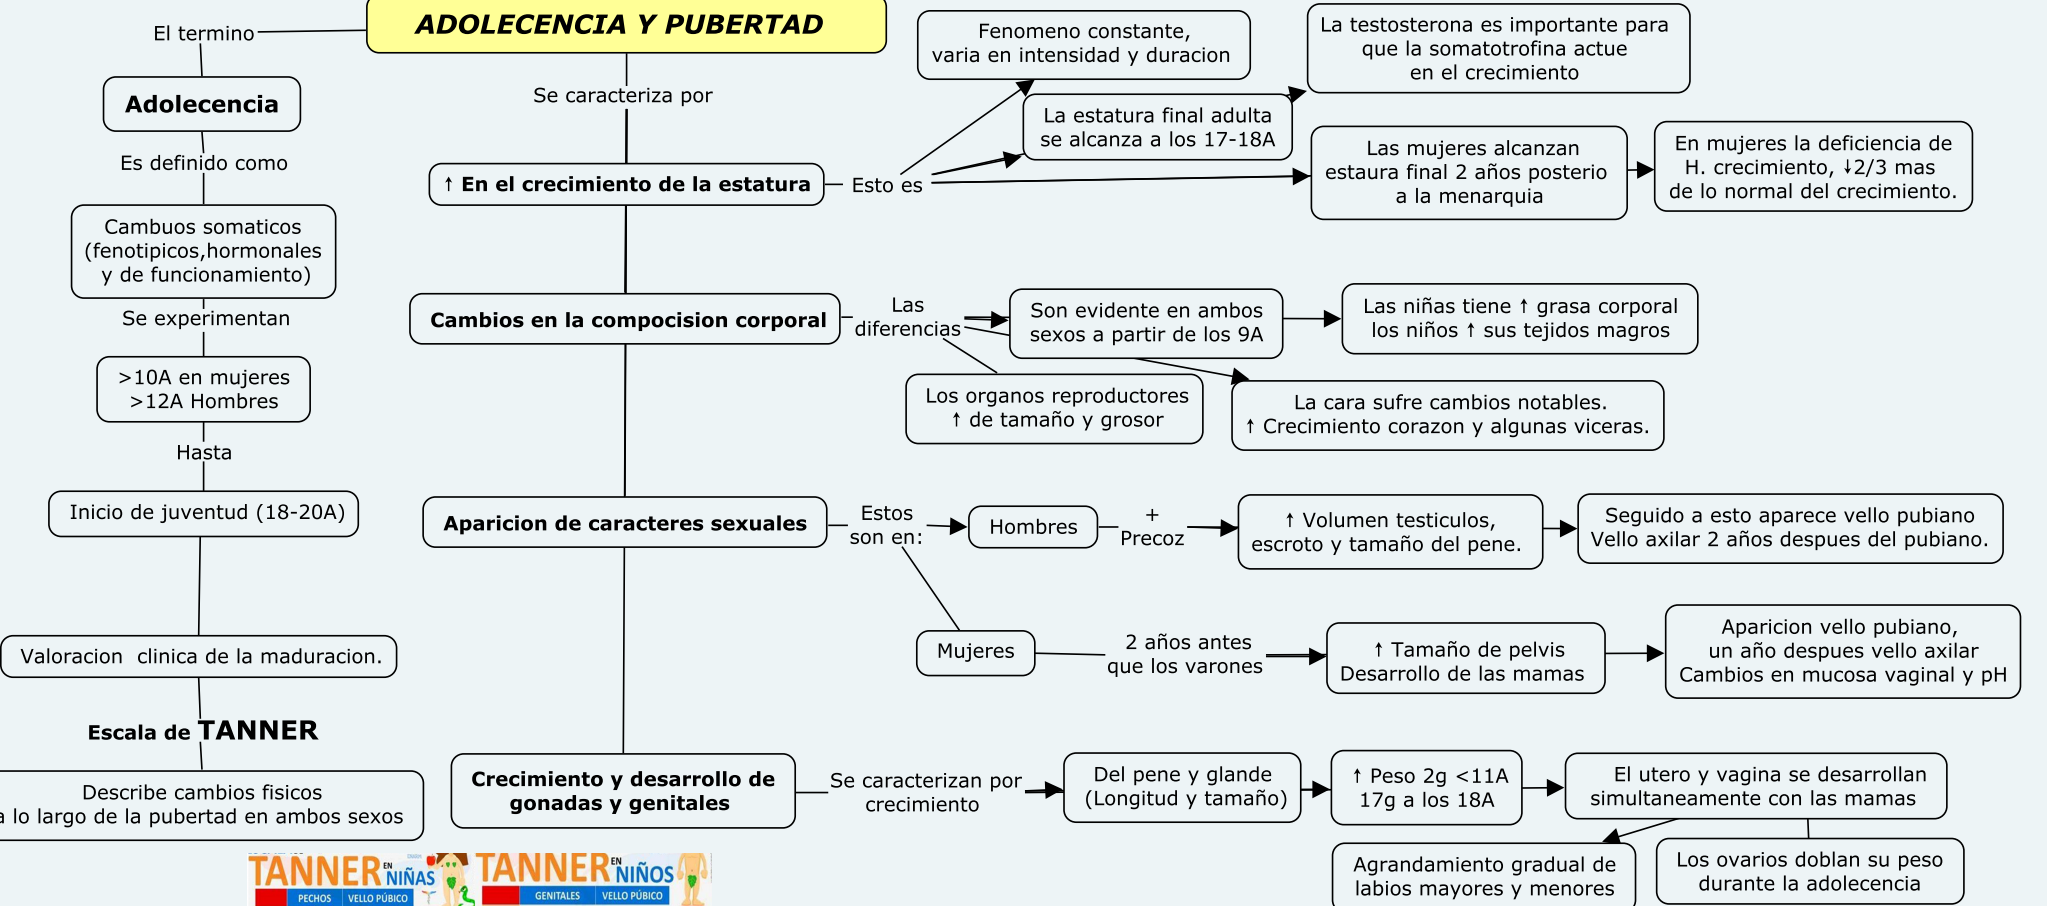 ADOLECENCIA Y PUBERTAD
El termino
Adolecencia
Es definido como
Cambuos somaticos
(fenotipicos,hormonales
y de funcionamiento)
Se experimentan
>10A en mujeres
>12A Hombres
Hasta
Inicio de juventud (18-20A)
Valoracion clinica de la maduracion.
Escala de TANNER
Describe cambios fisicos
a lo largo de la pubertad en ambos sexos
Se caracteriza por
↑ En el crecimiento de la estatura
Esto es
Fenomeno constante,
varia en intensidad y duracion
La estatura final adulta
se alcanza a los 17-18A
La testosterona es importante para
que la somatotrofina actue
en el crecimiento
Las mujeres alcanzan
estaura final 2 años posterio
a la menarquia
En mujeres la deficiencia de
H. crecimiento, ↓2/3 mas
de lo normal del crecimiento.
Cambios en la compocision corporal
Las
diferencias
Son evidente en ambos
sexos a partir de los 9A
Las niñas tiene ↑ grasa corporal
los niños ↑ sus tejidos magros
Los organos reproductores
↑ de tamaño y grosor
La cara sufre cambios notables.
↑ Crecimiento corazon y algunas viceras.
Aparicion de caracteres sexuales
Estos
son en:
Hombres
+
Precoz
↑ Volumen testiculos,
escroto y tamaño del pene.
Seguido a esto aparece vello pubiano
Vello axilar 2 años despues del pubiano.
Mujeres
2 años antes
que los varones
↑ Tamaño de pelvis
Desarrollo de las mamas
Aparicion vello pubiano,
un año despues vello axilar
Cambios en mucosa vaginal y pH
Crecimiento y desarrollo de
gonadas y genitales
Se caracterizan por
crecimiento
Del pene y glande
(Longitud y tamaño)
↑ Peso 2g <11A
17g a los 18A
El utero y vagina se desarrollan
simultaneamente con las mamas
Agrandamiento gradual de
labios mayores y menores
Los ovarios doblan su peso
durante la adolecencia
TANNER EN NIÑAS
PECHOS VELLO PÚBICO
TANNER EN NIÑOS
GENITALES VELLO PÚBICO